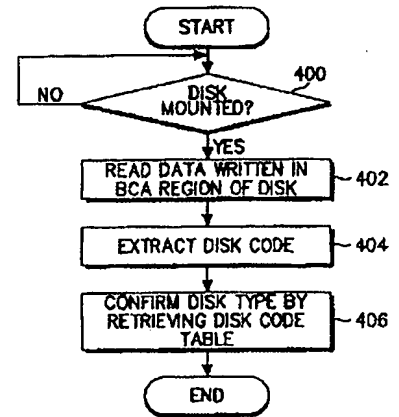 START
400
DISK
MOUNTED?
NO
YES
READ DATA WRITTEN IN
BCA REGION OF DISK
402
EXTRACT DISK CODE
404
CONFIRM DISK TYPE BY
RETRIEVING DISK CODE
TABLE
406
END